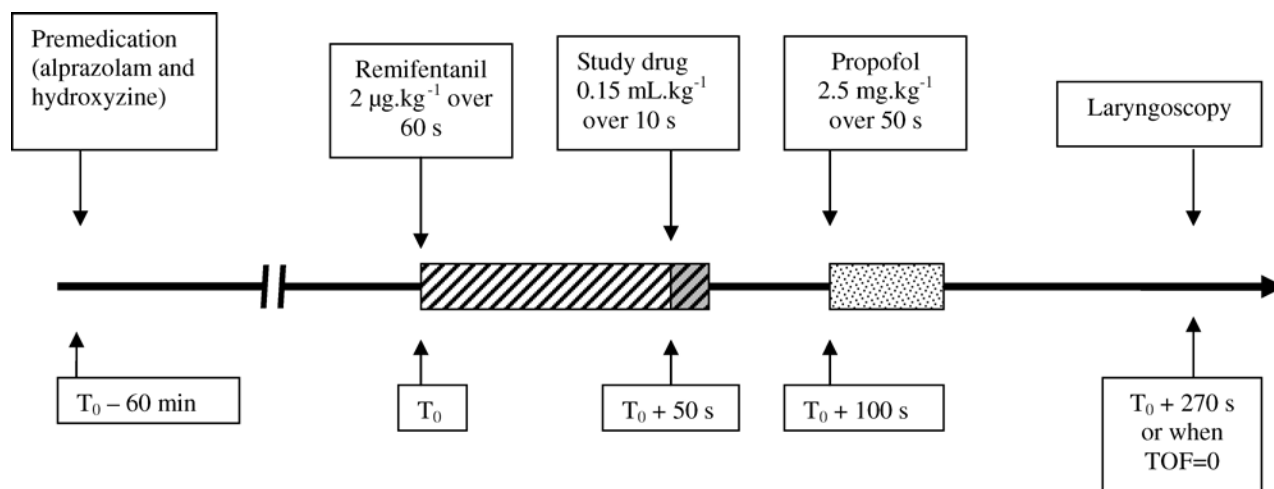 Premedication
(alprazolam and
hydroxyzine)
Remifentanil
2 µg.kg⁻¹ over
60 s
Study drug
0.15 mL.kg⁻¹
over 10 s
Propofol
2.5 mg.kg⁻¹
over 50 s
Laryngoscopy
T₀ – 60 min
T₀
T₀ + 50 s
T₀ + 100 s
T₀ + 270 s
or when
TOF=0